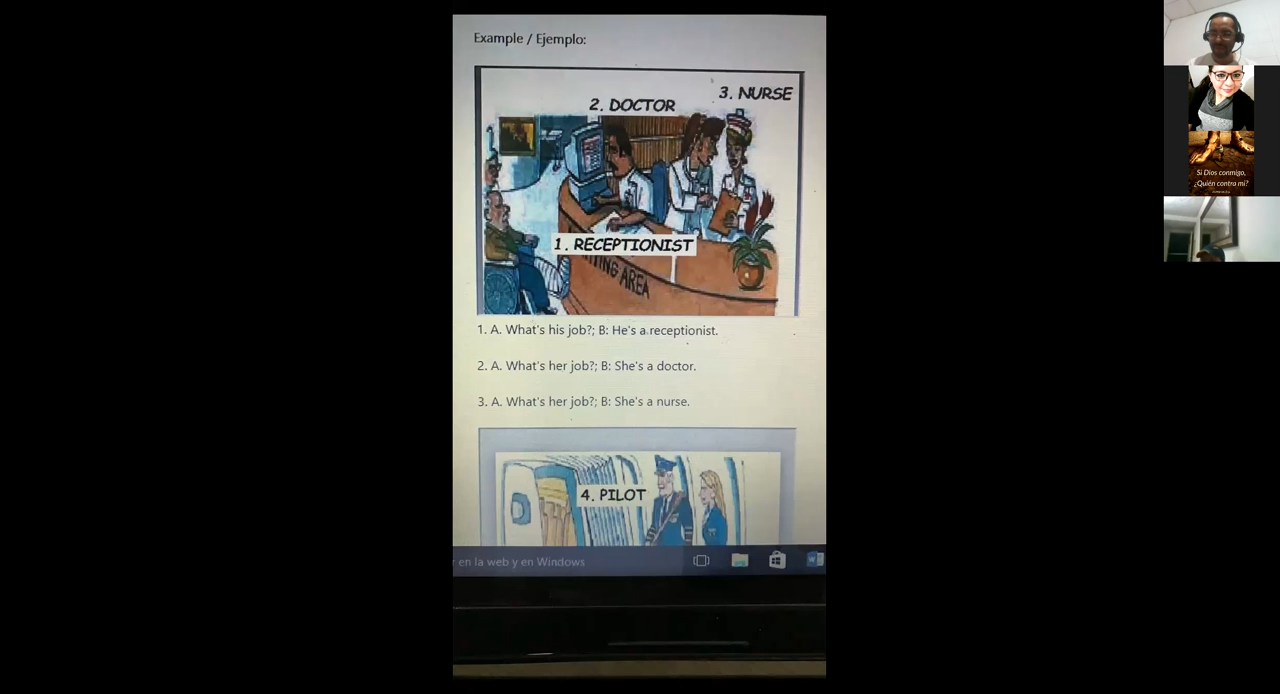 Example / Ejemplo:
3. NURSE
2. DOCTOR
1. RECEPTIONIST
AREA
1. A. What's his job?; B: He's a receptionist.
2. A. What's her job?; B: She's a doctor.
3. A. What's her job?; B: She's a nurse.
4. PILOT
en la web y en Windows
Si Dios conmigo,
¿Quién contra mí?